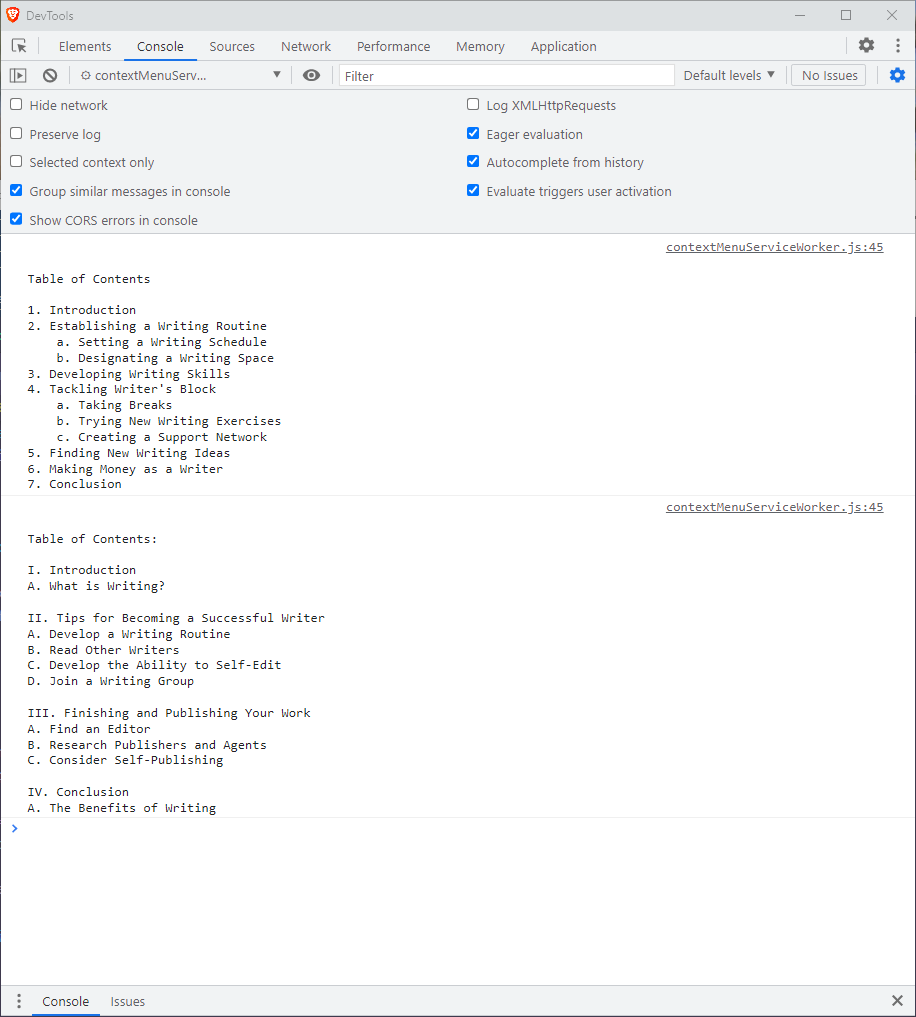 DevTools
Elements Console Sources Network Performance Memory Application
contextMenuServ... Filter Default levels ▼ No Issues
Hide network Log XMLHttpRequests
Preserve log Eager evaluation
Selected context only Autocomplete from history
Group similar messages in console Evaluate triggers user activation
Show CORS errors in console
contextMenuServiceWorker.js:45
Table of Contents
1. Introduction
2. Establishing a Writing Routine
a. Setting a Writing Schedule
b. Designating a Writing Space
3. Developing Writing Skills
4. Tackling Writer's Block
a. Taking Breaks
b. Trying New Writing Exercises
c. Creating a Support Network
5. Finding New Writing Ideas
6. Making Money as a Writer
7. Conclusion
contextMenuServiceWorker.js:45
Table of Contents:
I. Introduction
A. What is Writing?
II. Tips for Becoming a Successful Writer
A. Develop a Writing Routine
B. Read Other Writers
C. Develop the Ability to Self-Edit
D. Join a Writing Group
III. Finishing and Publishing Your Work
A. Find an Editor
B. Research Publishers and Agents
C. Consider Self-Publishing
IV. Conclusion
A. The Benefits of Writing
Console Issues